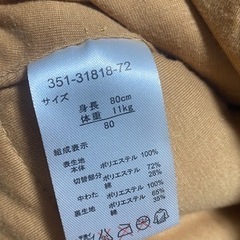 351-31818-72
サイズ
身長 80cm
体重 11kg
80
組成表示
表生地
本体 ポリエステル 100%
切替部分 ポリエステル 72%
綿 28%
中わた ポリエステル 100%
裏生地 ポリエステル 65%
綿 35%